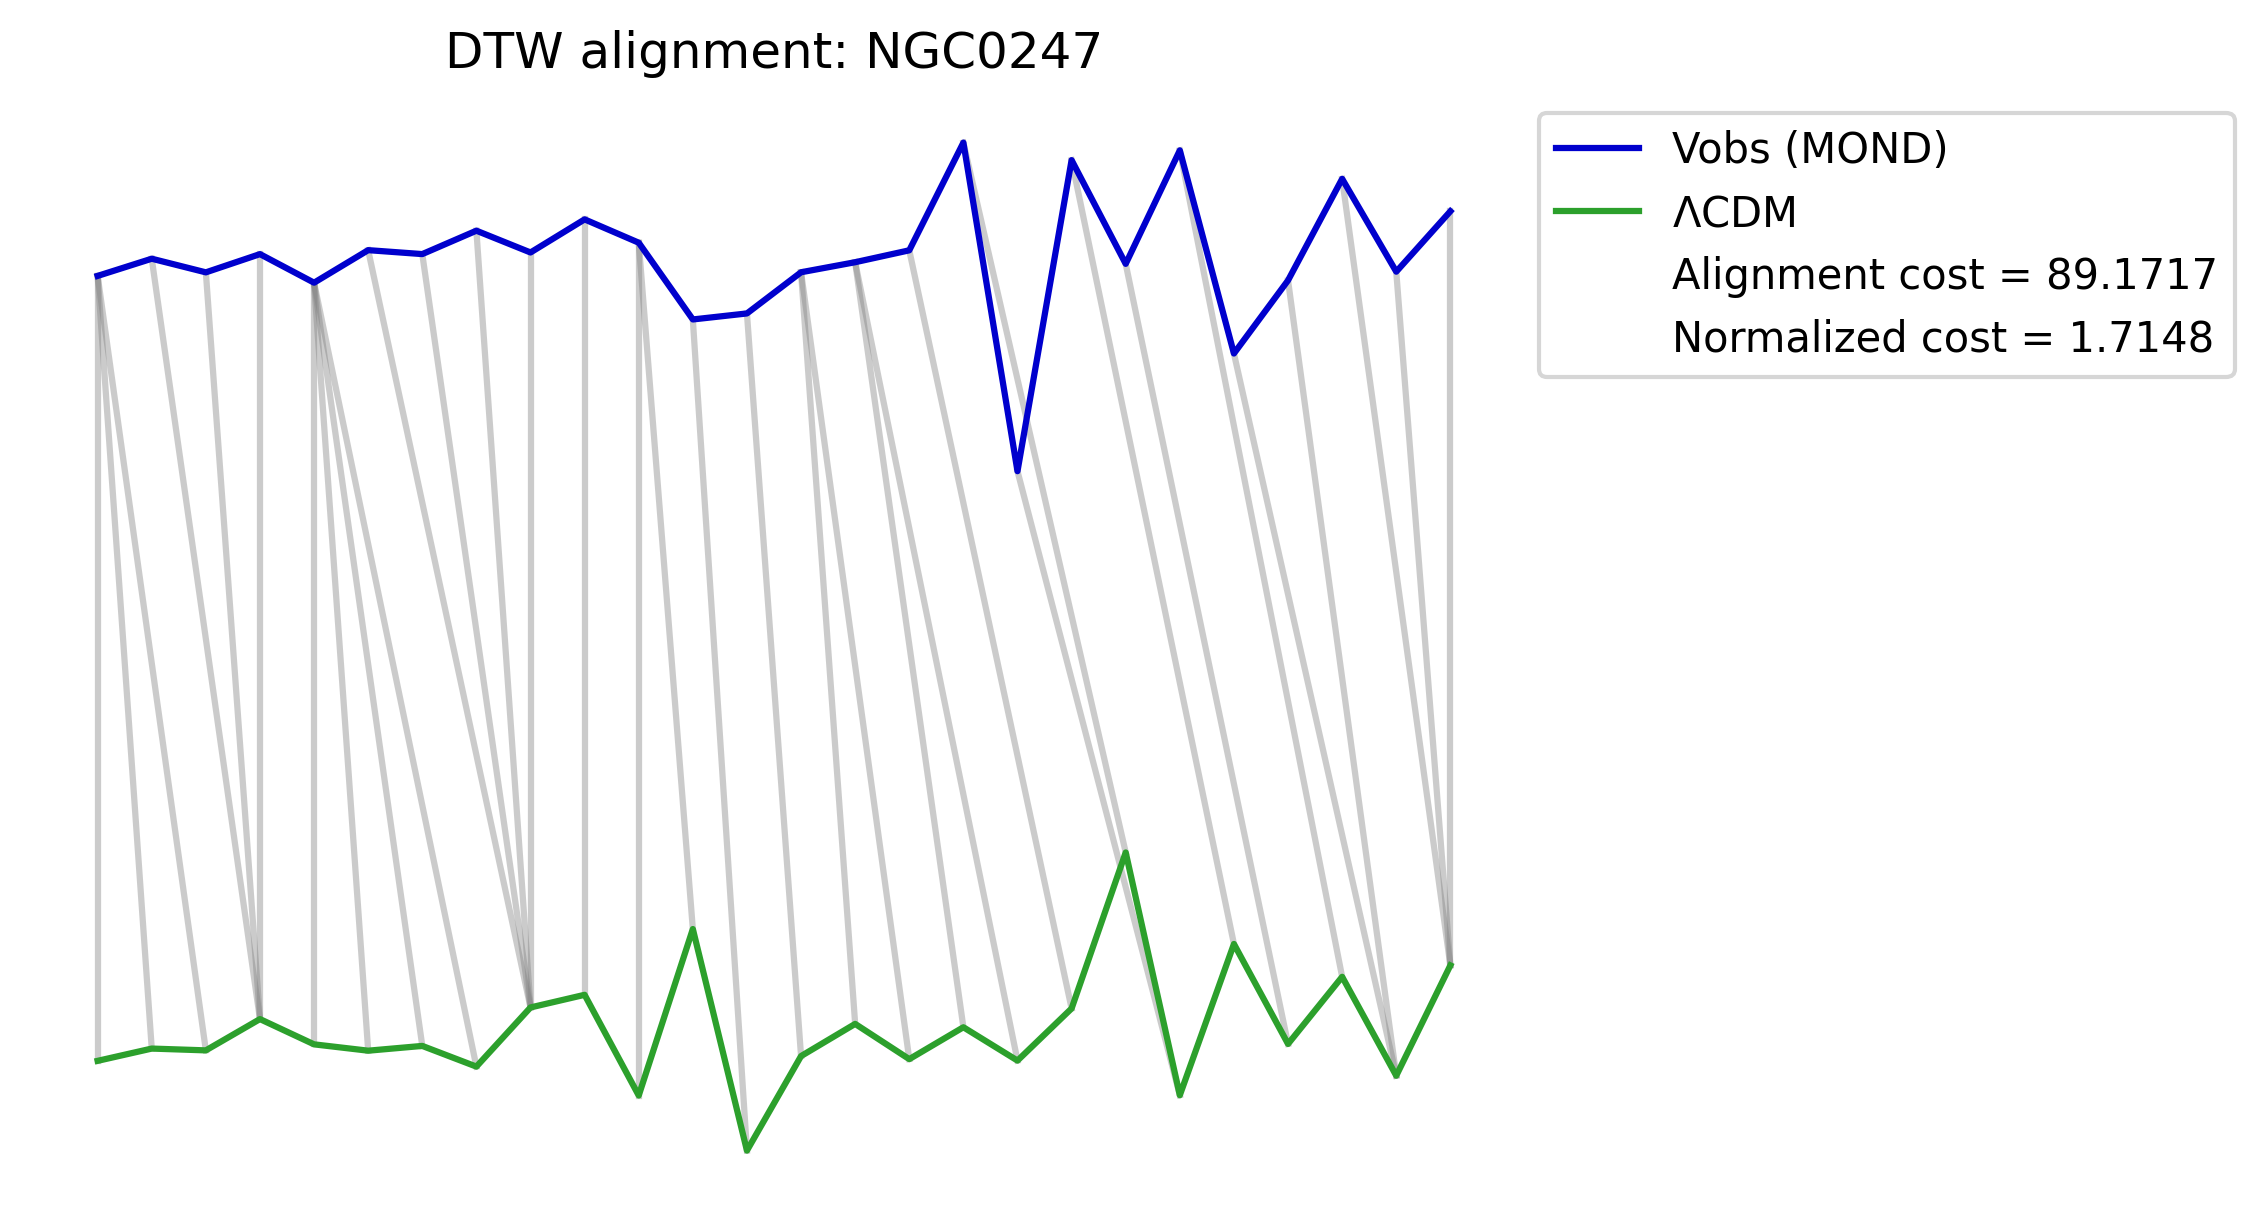 DTW alignment: NGC0247
Vobs (MOND)
ΛCDM
Alignment cost = 89.1717
Normalized cost = 1.7148